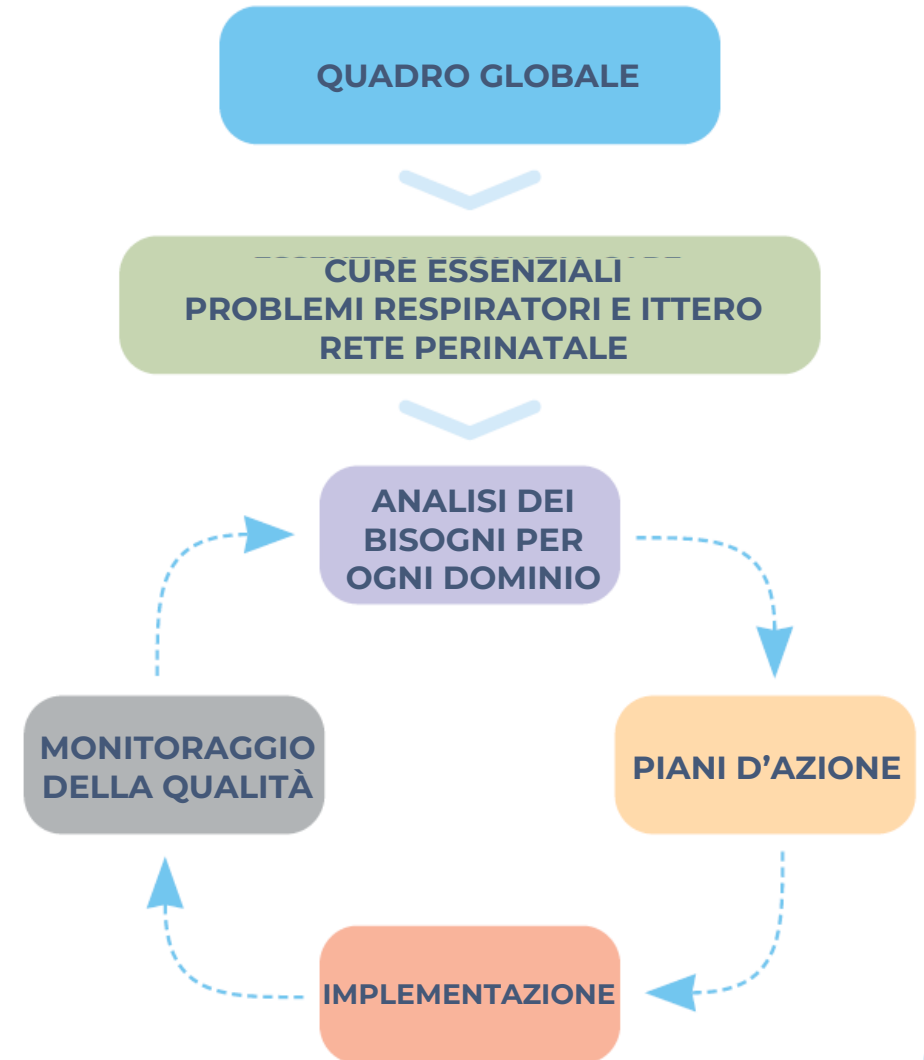 QUADRO GLOBALE
CURE ESSENZIALI
PROBLEMI RESPIRATORI E ITTERO
RETE PERINATALE
ANALISI DEI
BISOGNI PER
OGNI DOMINIO
MONITORAGGIO
DELLA QUALITÀ
PIANI D’AZIONE
IMPLEMENTAZIONE